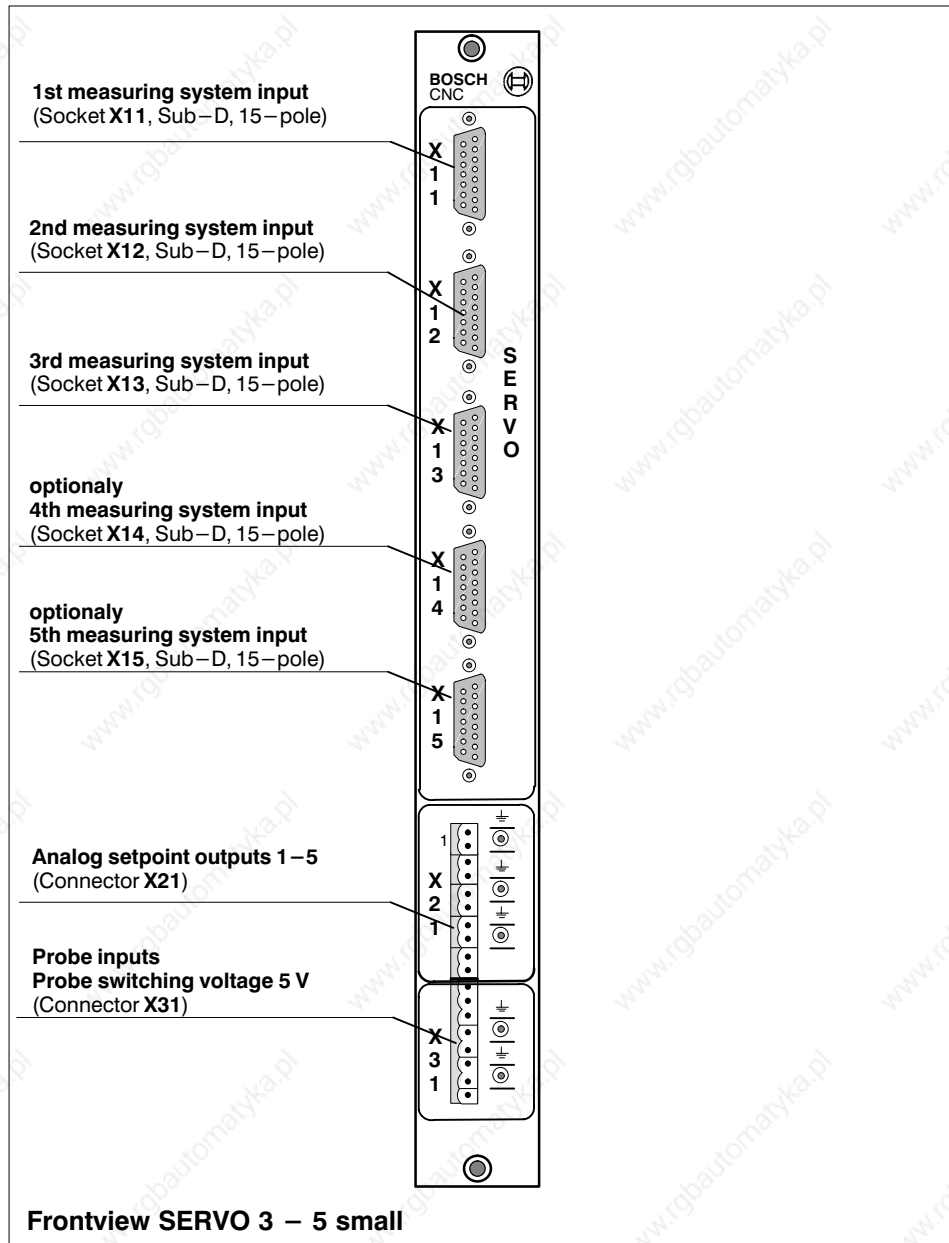 BOSCH
CNC
1st measuring system input
(Socket X11, Sub–D, 15–pole)
X
1
1
2nd measuring system input
(Socket X12, Sub–D, 15–pole)
X
1
2
S
E
R
V
O
3rd measuring system input
(Socket X13, Sub–D, 15–pole)
X
1
3
optionaly
4th measuring system input
(Socket X14, Sub–D, 15–pole)
X
1
4
optionaly
5th measuring system input
(Socket X15, Sub–D, 15–pole)
X
1
5
1
Analog setpoint outputs 1–5
(Connector X21)
X
2
1
Probe inputs
Probe switching voltage 5 V
(Connector X31)
X
3
1
Frontview SERVO 3 – 5 small
www.rgbautomatyka.pl